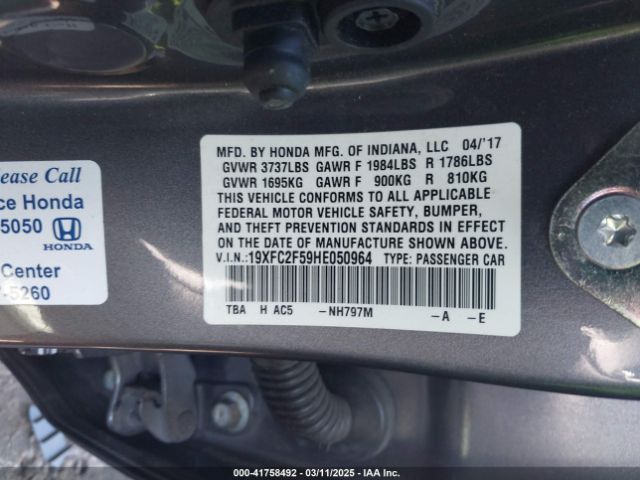 MFD. BY HONDA MFG. OF INDIANA, LLC 04/'17
GVWR 3737LBS GAWR F 1984LBS R 1786LBS
GVWR 1695KG GAWR F 900KG R 810KG
THIS VEHICLE CONFORMS TO ALL APPLICABLE
FEDERAL MOTOR VEHICLE SAFETY, BUMPER,
AND THEFT PREVENTION STANDARDS IN EFFECT
ON THE DATE OF MANUFACTURE SHOWN ABOVE.
V.I.N.:19XFC2F59HE050964 TYPE: PASSENGER CAR
TBA H AC5 -NH797M -A -E
lease Call
ce Honda
5050
HONDA
Center
-5260
000-41758492 - 03/11/2025 - IAA Inc.